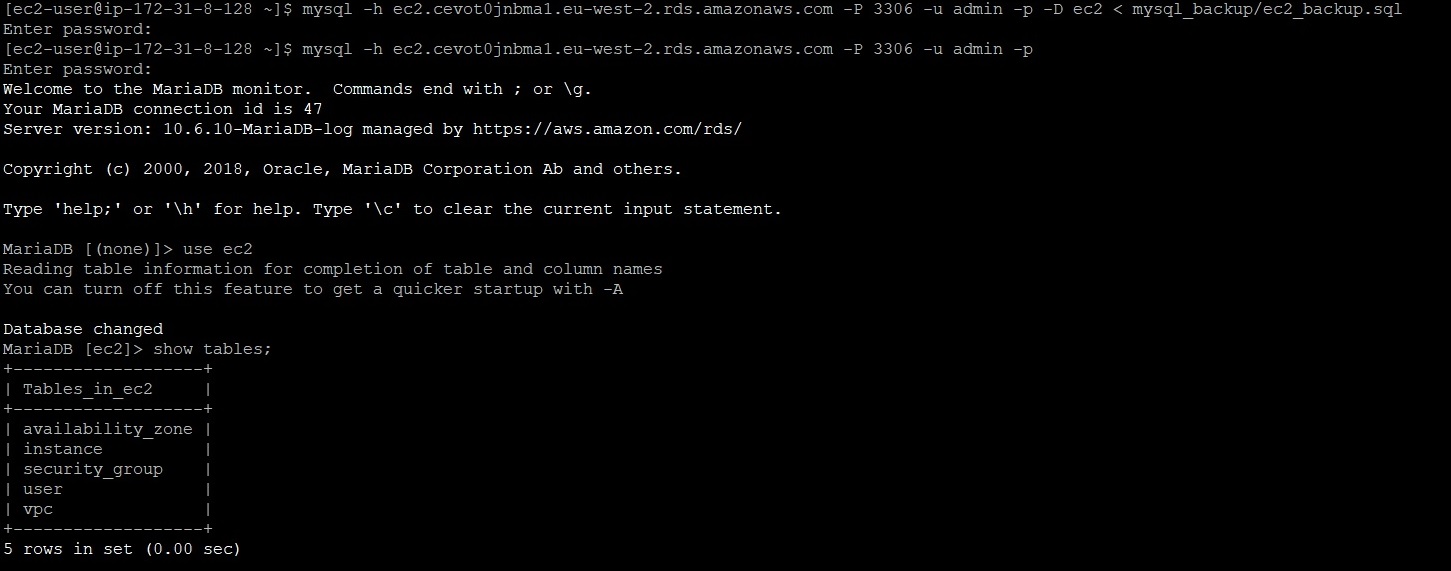 [ec2-user@ip-172-31-8-128 ~]$ mysql -h ec2.cevot0jnbma1.eu-west-2.rds.amazonaws.com -P 3306 -u admin -p -D ec2 < mysql_backup/ec2_backup.sql
Enter password:
[ec2-user@ip-172-31-8-128 ~]$ mysql -h ec2.cevot0jnbma1.eu-west-2.rds.amazonaws.com -P 3306 -u admin -p
Enter password:
Welcome to the MariaDB monitor.  Commands end with ; or \g.
Your MariaDB connection id is 47
Server version: 10.6.10-MariaDB-log managed by https://aws.amazon.com/rds/

Copyright (c) 2000, 2018, Oracle, MariaDB Corporation Ab and others.

Type 'help;' or '\h' for help. Type '\c' to clear the current input statement.

MariaDB [(none)]> use ec2
Reading table information for completion of table and column names
You can turn off this feature to get a quicker startup with -A

Database changed
MariaDB [ec2]> show tables;
+-------------------+
| Tables_in_ec2     |
+-------------------+
| availability_zone |
| instance          |
| security_group    |
| user              |
| vpc               |
+-------------------+
5 rows in set (0.00 sec)